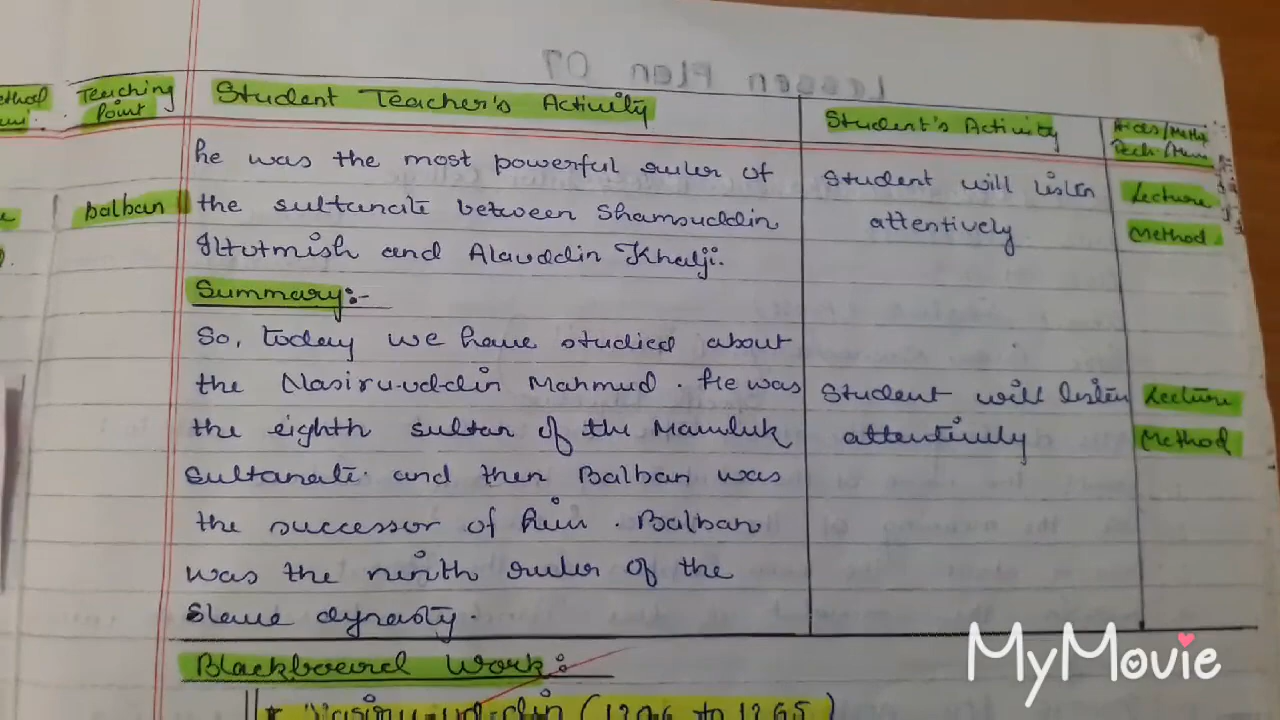 Teaching Point
Student Teacher's Activity
Student's Activity
balban
he was the most powerful ruler of
the sultanate between Shamsuddin
Iltutmish and Alauddin Khalji.
Student will listen
attentively
Lecture
Method
Summary:-
So, today we have studied about
the Nasiru-uddin Mahmud. He was
the eighth sultan of the Mamluk
Sultanate. and then Balban was
the successor of him. Balban
was the ninth ruler of the
Slave dynasty.
Student will listen
attentively
Lecture
Method
Blackboard Work:
MyMovie